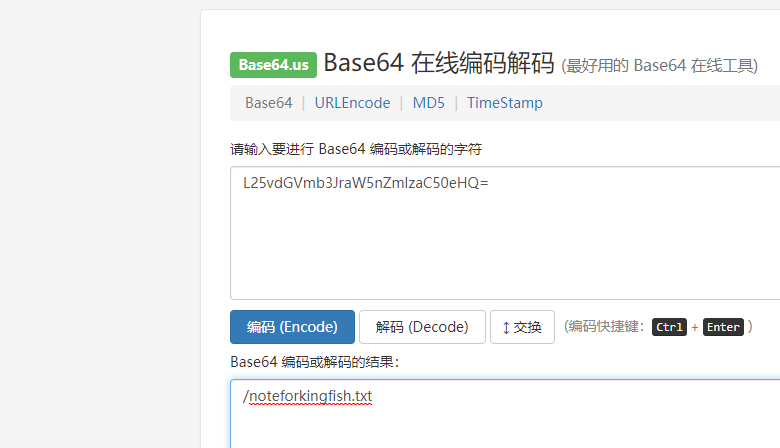 Base64.us Base64 在线编码解码 (最好用的 Base64 在线工具)
Base64 | URLEncode | MD5 | TimeStamp
请输入要进行 Base64 编码或解码的字符
L25vdGVmb3JraW5nZmlzaC50eHQ=
编码 (Encode) 解码 (Decode) ↕ 交换 (编码快捷键: Ctrl + Enter )
Base64 编码或解码的结果:
/noteforkingfish.txt